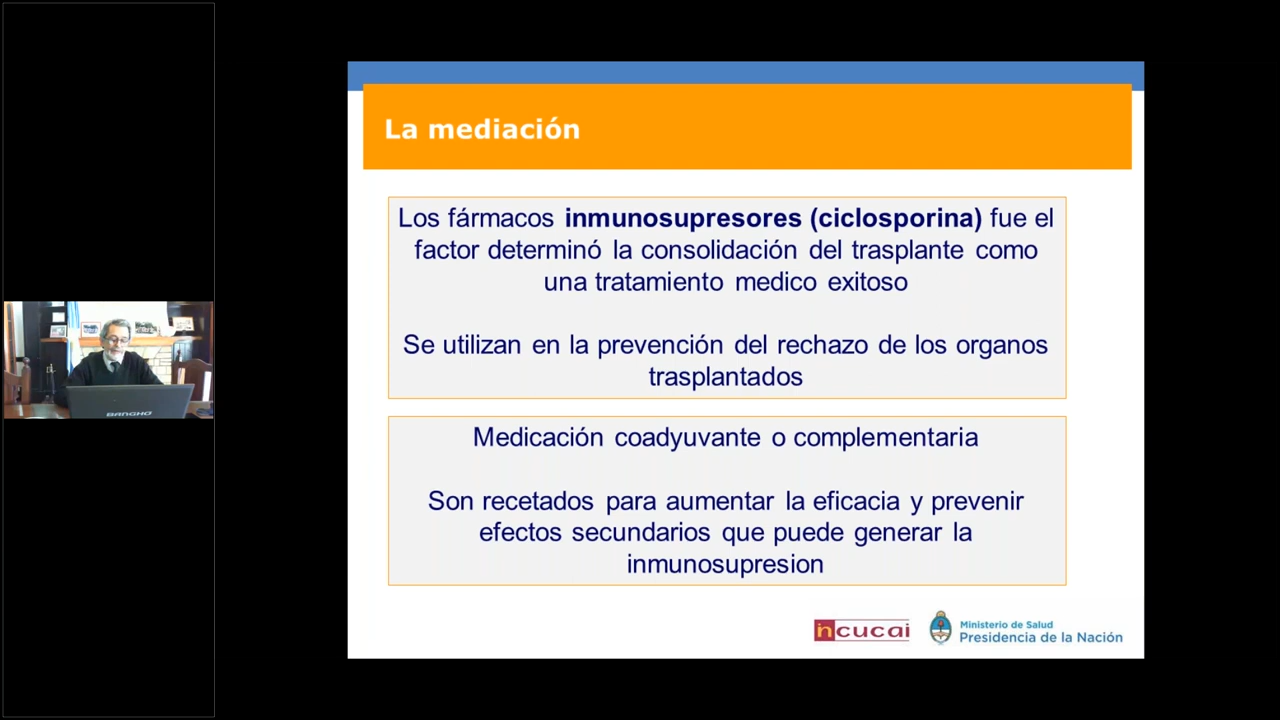 La mediación
Los fármacos inmunosupresores (ciclosporina) fue el
factor determinó la consolidación del trasplante como
una tratamiento medico exitoso
Se utilizan en la prevención del rechazo de los organos
trasplantados
Medicación coadyuvante o complementaria
Son recetados para aumentar la eficacia y prevenir
efectos secundarios que puede generar la
inmunosupresion
incucai
Ministerio de Salud
Presidencia de la Nación
BANGHO